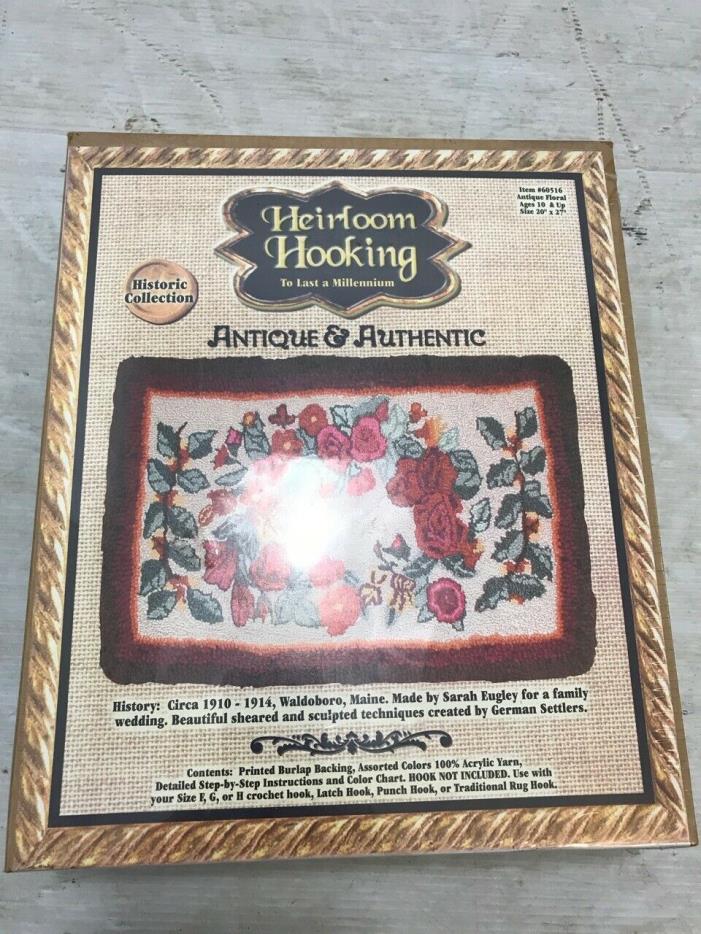 Item #60516
Antique Floral
Ages 10 & Up
Size 20" x 27"
Heirloom
Hooking
To Last a Millennium
Historic
Collection
Antique & Authentic
History: Circa 1910 - 1914, Waldoboro, Maine. Made by Sarah Eugley for a family
wedding. Beautiful sheared and sculpted techniques created by German Settlers.
Contents: Printed Burlap Backing, Assorted Colors 100% Acrylic Yarn,
Detailed Step-by-Step Instructions and Color Chart. HOOK NOT INCLUDED. Use with
your Size F, G, or H crochet hook, Latch Hook, Punch Hook, or Traditional Rug Hook.